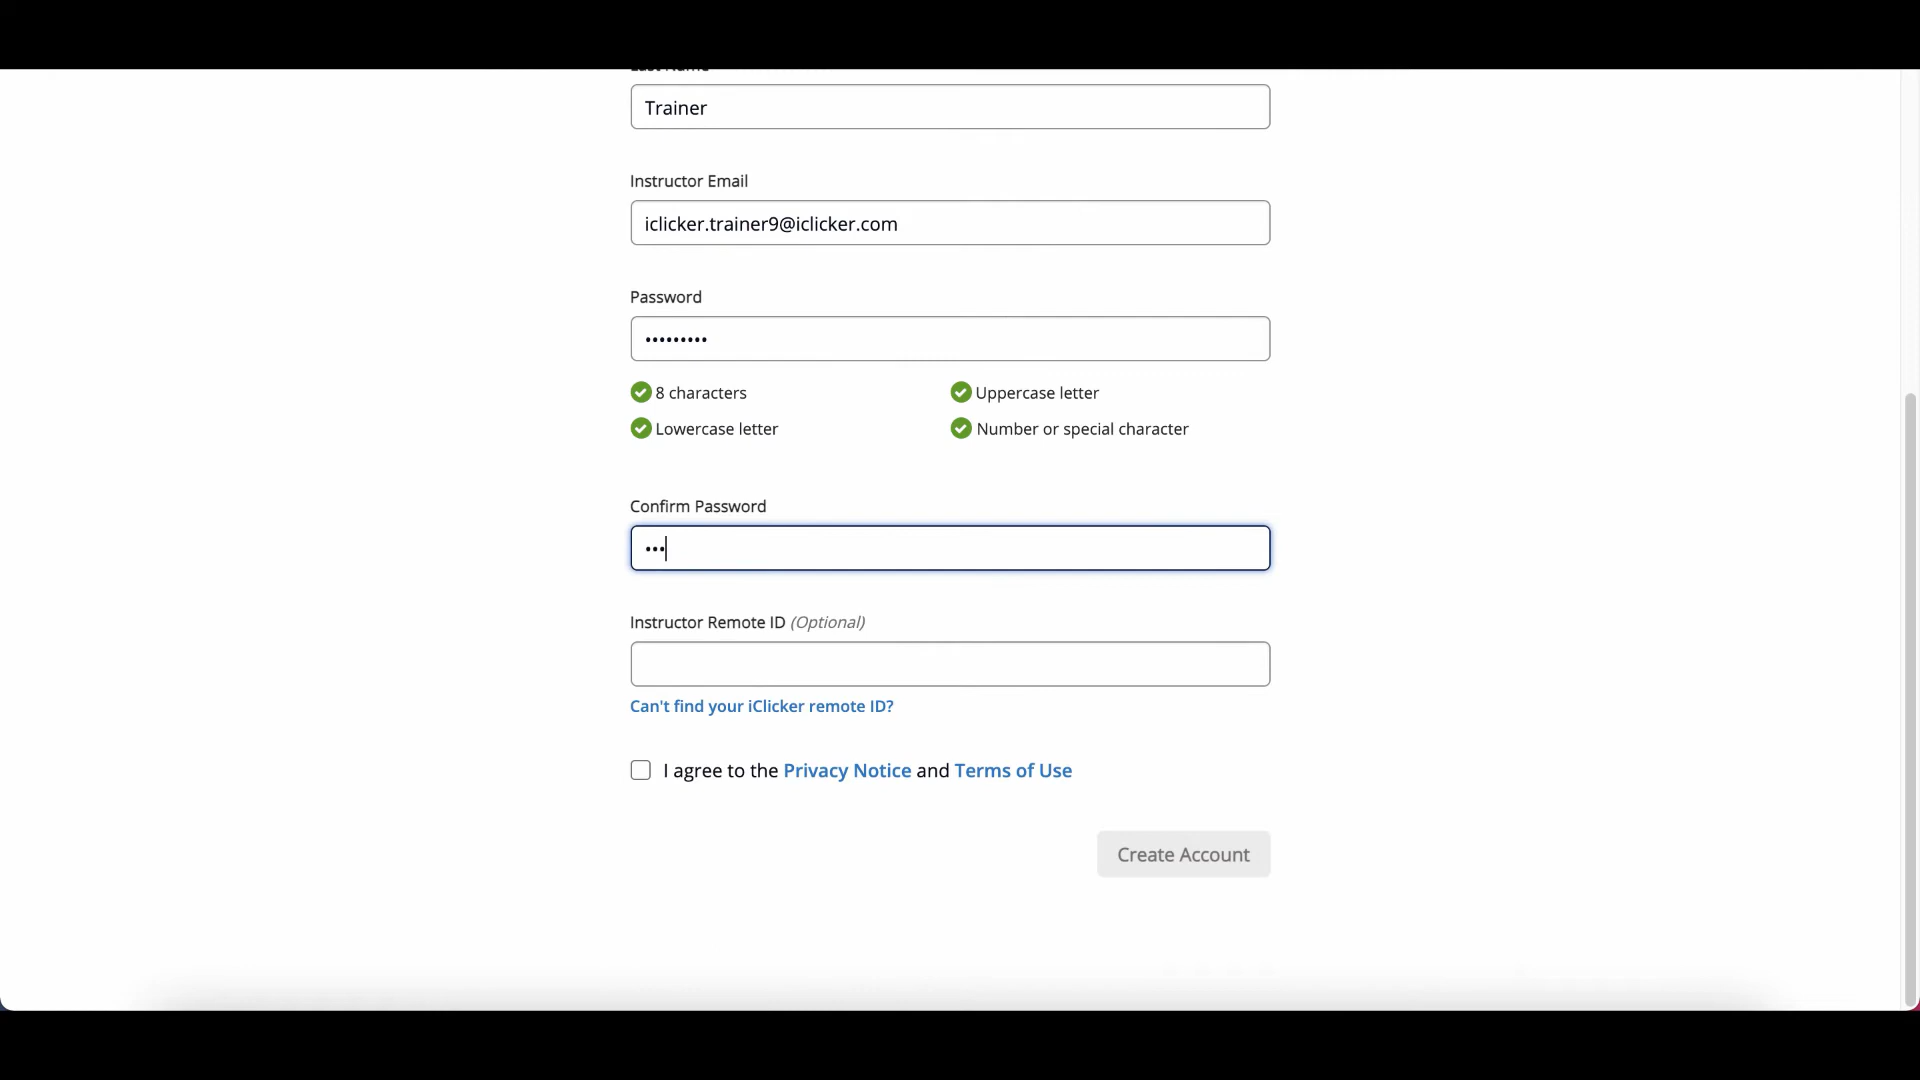 Last Name
Trainer
Instructor Email
iclicker.trainer9@iclicker.com
Password
•••••••••
8 characters
Uppercase letter
Lowercase letter
Number or special character
Confirm Password
•••
Instructor Remote ID (Optional)
Can't find your iClicker remote ID?
I agree to the Privacy Notice and Terms of Use
Create Account